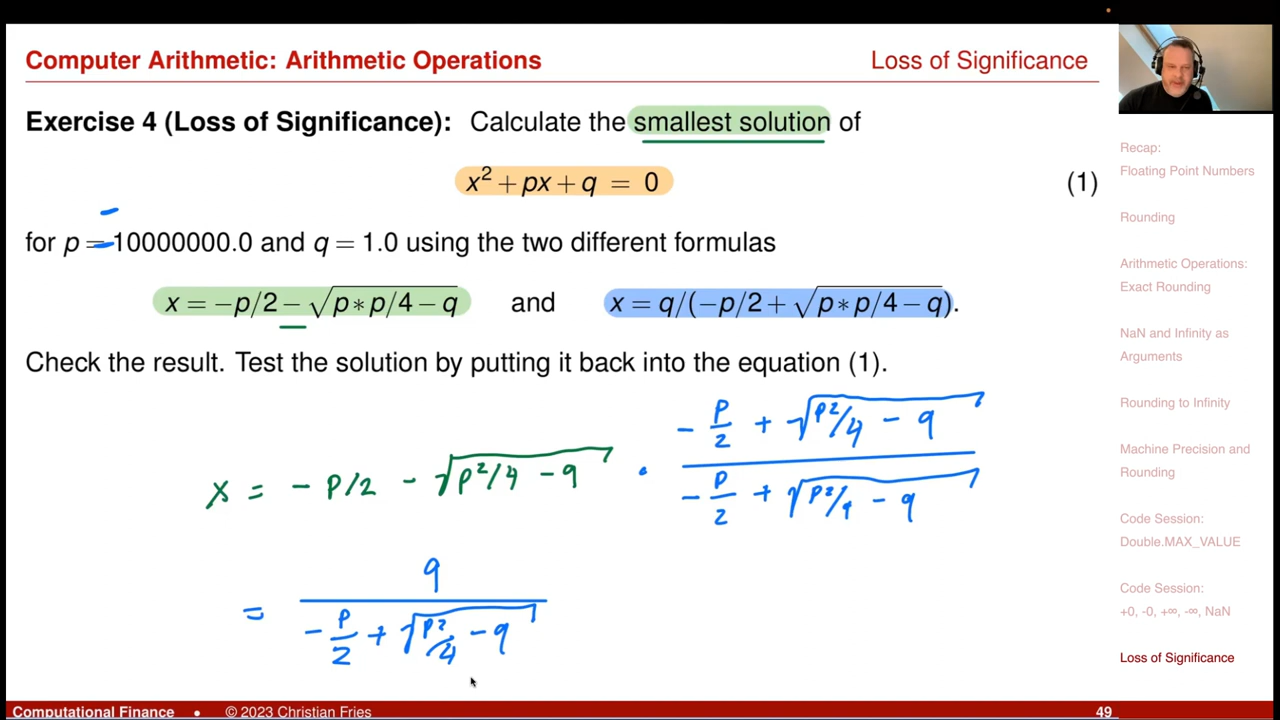 Computer Arithmetic: Arithmetic Operations
Loss of Significance
Exercise 4 (Loss of Significance): Calculate the smallest solution of
x² + px + q = 0 (1)
for p = -10000000.0 and q = 1.0 using the two different formulas
x = −p/2 − √(p∗p/4 − q) and x = q/(−p/2 + √(p∗p/4 − q)).
Check the result. Test the solution by putting it back into the equation (1).
x = - p/2 - √(p²/4 - q) · (- p/2 + √(p²/4 - q)) / (- p/2 + √(p²/4 - q))
= q / (- p/2 + √(p²/4 - q))
Recap:
Floating Point Numbers
Rounding
Arithmetic Operations:
Exact Rounding
NaN and Infinity as
Arguments
Rounding to Infinity
Machine Precision and
Rounding
Code Session:
Double.MAX_VALUE
Code Session:
+0, -0, +∞, -∞, NaN
Loss of Significance
Computational Finance • © 2023 Christian Fries
49